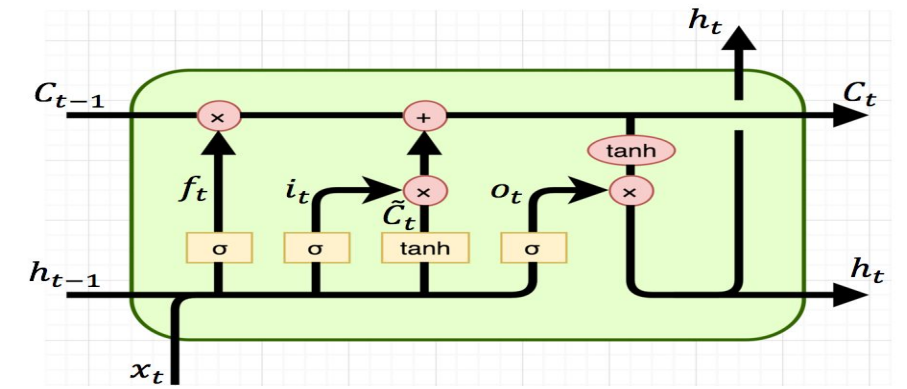 h_t
C_{t-1}
C_t
×
+
tanh
f_t
i_t
×
o_t
×
C̃_t
σ
σ
tanh
σ
h_{t-1}
h_t
x_t